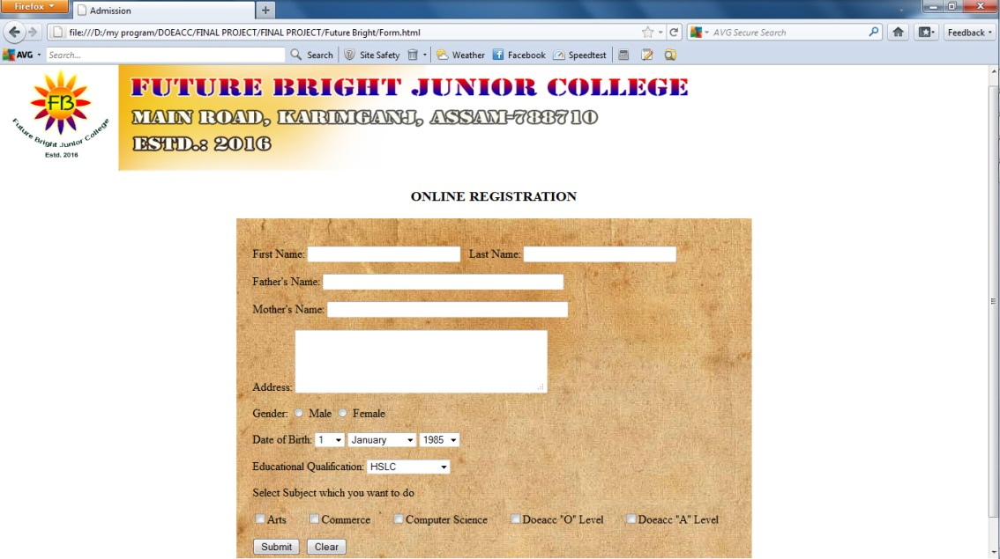 Firefox
Admission
file:///D:/my program/DOEACC/FINAL PROJECT/FINAL PROJECT/Future Bright/Form.html
AVG Secure Search
Feedback
AVG Search... Search Site Safety Weather Facebook Speedtest
FB
Future Bright Junior College
Estd. 2016
FUTURE BRIGHT JUNIOR COLLEGE
MAIN ROAD, KARIMGANJ, ASSAM-788710
ESTD.: 2016
ONLINE REGISTRATION
First Name: Last Name:
Father's Name:
Mother's Name:
Address:
Gender: Male Female
Date of Birth: 1 January 1985
Educational Qualification: HSLC
Select Subject which you want to do
Arts Commerce Computer Science Doeacc "O" Level Doeacc "A" Level
Submit Clear